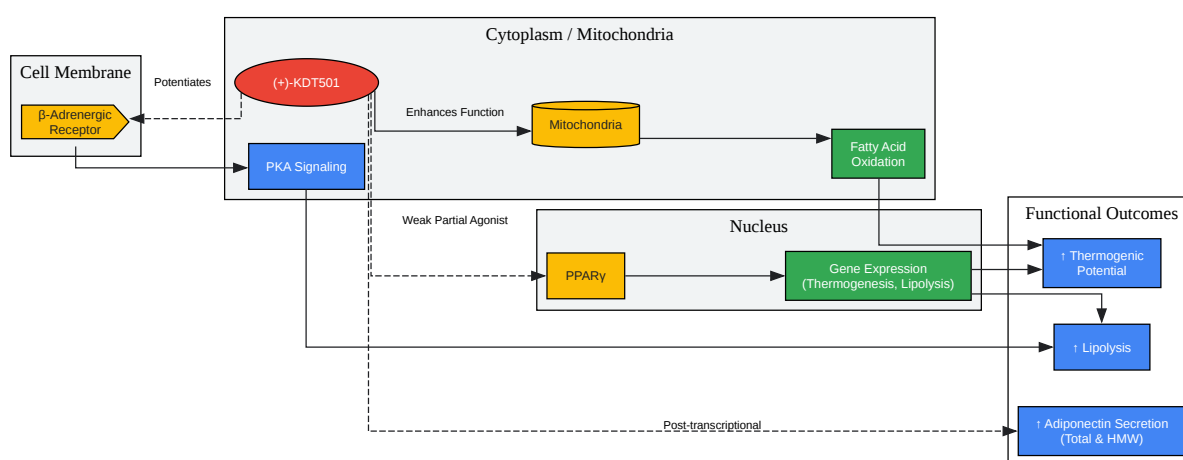 Cytoplasm / Mitochondria
Cell Membrane
(+)-KDT501
Potentiates
β-Adrenergic
Receptor
Enhances Function
Mitochondria
Fatty Acid
Oxidation
PKA Signaling
Weak Partial Agonist
Nucleus
Functional Outcomes
PPARγ
Gene Expression
(Thermogenesis, Lipolysis)
↑ Thermogenic
Potential
↑ Lipolysis
Post-transcriptional
↑ Adiponectin Secretion
(Total & HMW)